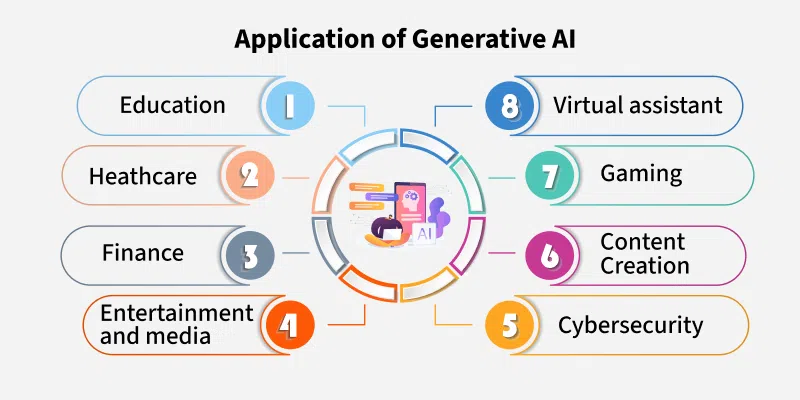 Application of Generative AI
Education
1
Heathcare
2
Finance
3
Entertainment
and media
4
8
Virtual assistant
7
Gaming
6
Content
Creation
5
Cybersecurity
AI